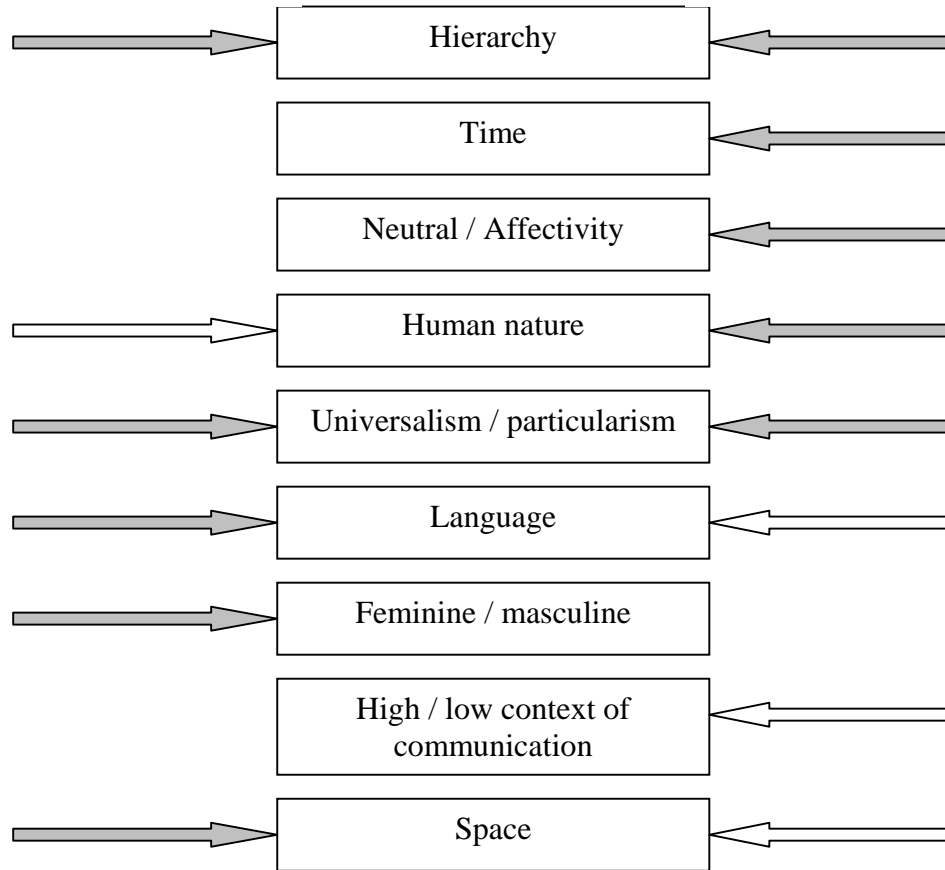 Hierarchy
Time
Neutral / Affectivity
Human nature
Universalism / particularism
Language
Feminine / masculine
High / low context of
communication
Space